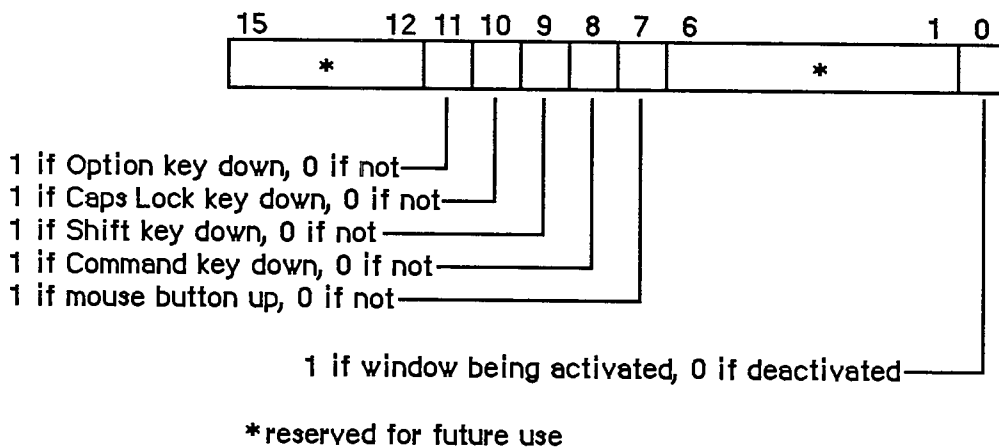 15 12 11 10 9 8 7 6 1 0
* *
1 if Option key down, 0 if not
1 if Caps Lock key down, 0 if not
1 if Shift key down, 0 if not
1 if Command key down, 0 if not
1 if mouse button up, 0 if not
1 if window being activated, 0 if deactivated
* reserved for future use